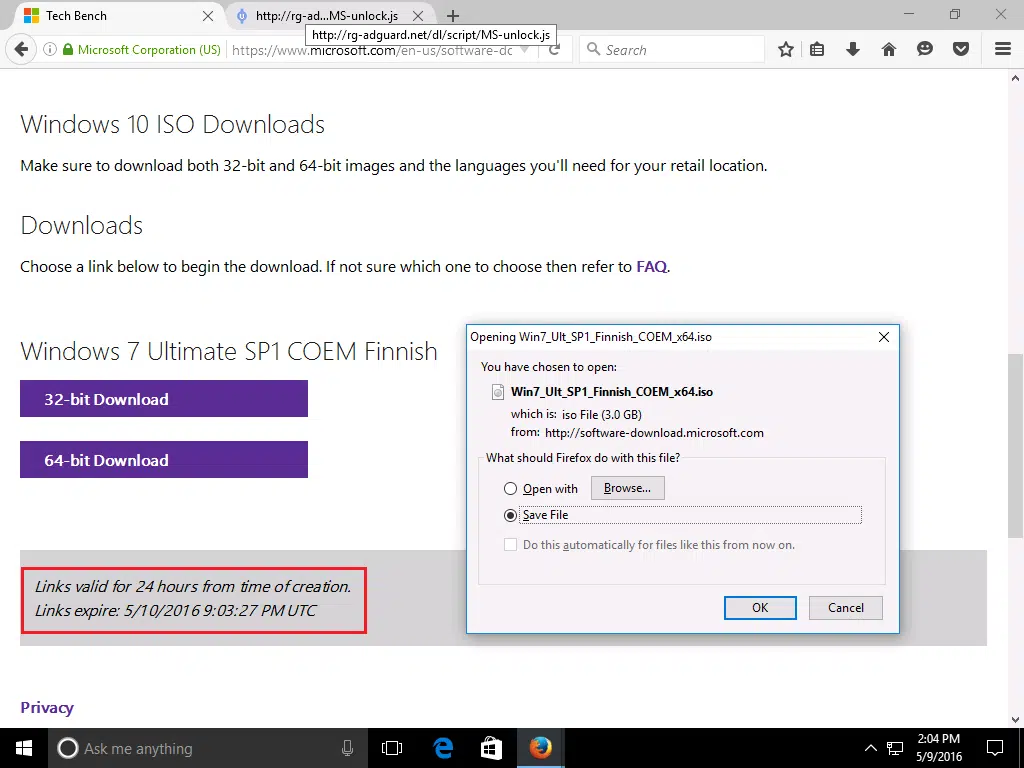 Tech Bench
http://rg-ad...MS-unlock.js
http://rg-adguard.net/dl/script/MS-unlock.js
Microsoft Corporation (US)
https://www.microsoft.com/en-us/software-dc
Search
Windows 10 ISO Downloads
Make sure to download both 32-bit and 64-bit images and the languages you'll need for your retail location.
Downloads
Choose a link below to begin the download. If not sure which one to choose then refer to FAQ.
Windows 7 Ultimate SP1 COEM Finnish
32-bit Download
64-bit Download
Opening Win7_Ult_SP1_Finnish_COEM_x64.iso
You have chosen to open:
Win7_Ult_SP1_Finnish_COEM_x64.iso
which is: iso File (3.0 GB)
from: http://software-download.microsoft.com
What should Firefox do with this file?
Open with
Browse...
Save File
Do this automatically for files like this from now on.
OK
Cancel
Links valid for 24 hours from time of creation.
Links expire: 5/10/2016 9:03:27 PM UTC
Privacy
Ask me anything
2:04 PM
5/9/2016